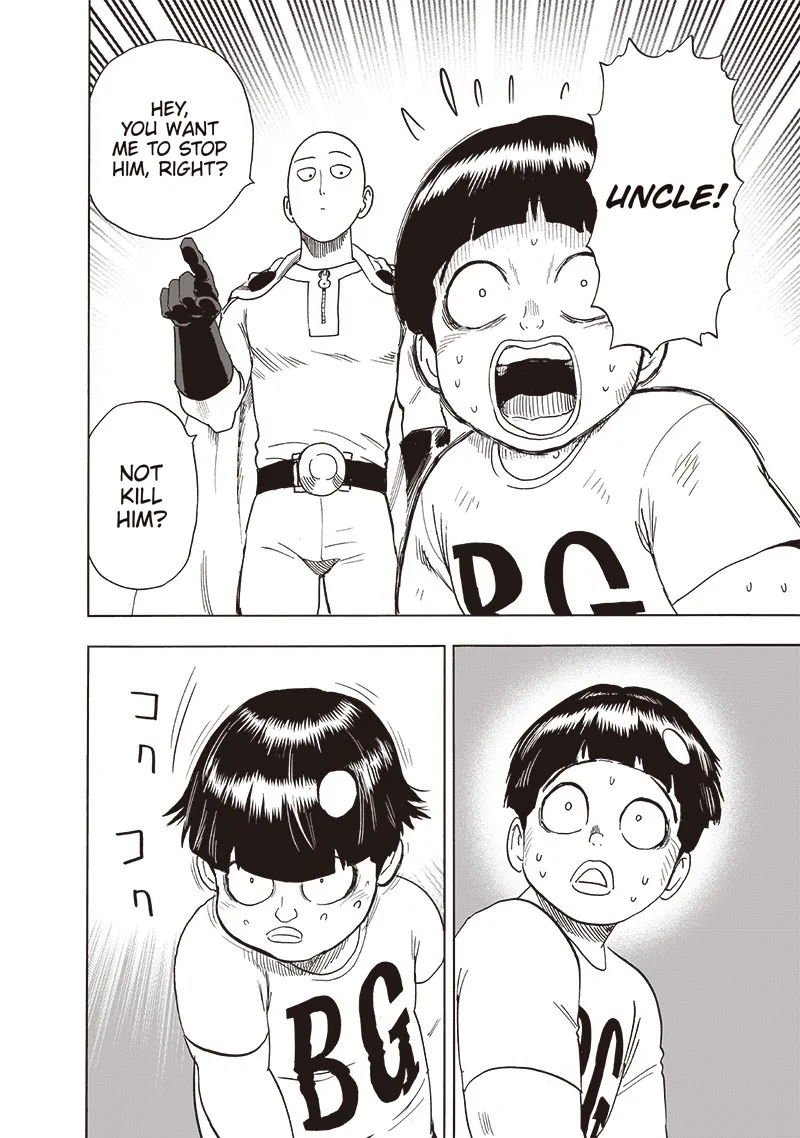 HEY,
YOU WANT
ME TO STOP
HIM, RIGHT?
UNCLE!
NOT
KILL
HIM?
BG
コクコク
BG
BG